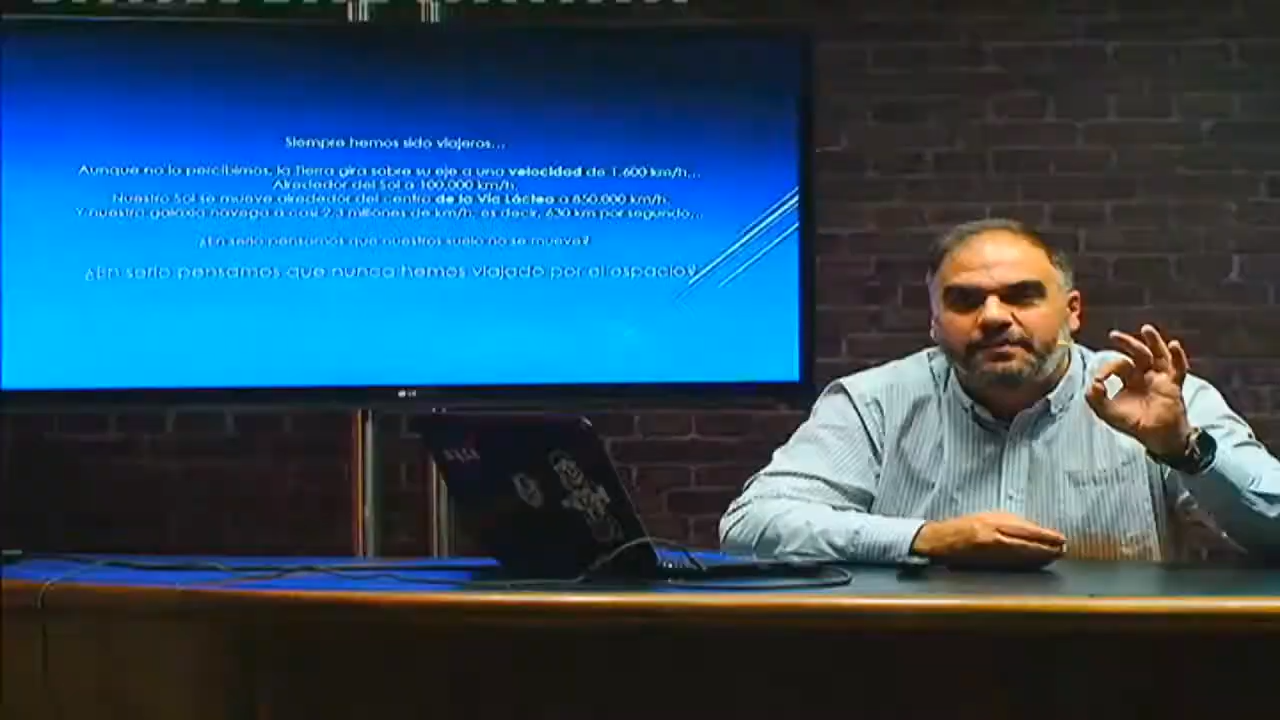 Siempre hemos sido viajeros...
Aunque no lo percibimos, la Tierra gira sobre su eje a una velocidad de 1.600 km/h...
Alrededor del Sol a 100.000 km/h.
Nuestro Sol se mueve alrededor del centro de la Vía Láctea a 850.000 km/h.
Y nuestra galaxia navega a casi 2,3 millones de km/h, es decir, 630 km por segundo...
¿En serio pensamos que nuestros suelo no se mueve?
¿En serio pensamos que nunca hemos viajado por el espacio?
LG